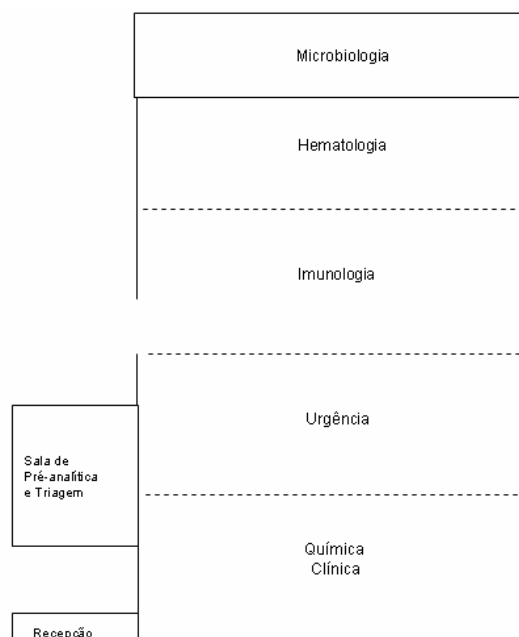 Microbiologia
Hematologia
Imunologia
Urgência
Sala de
Pré-analítica
e Triagem
Química
Clínica
Recepção